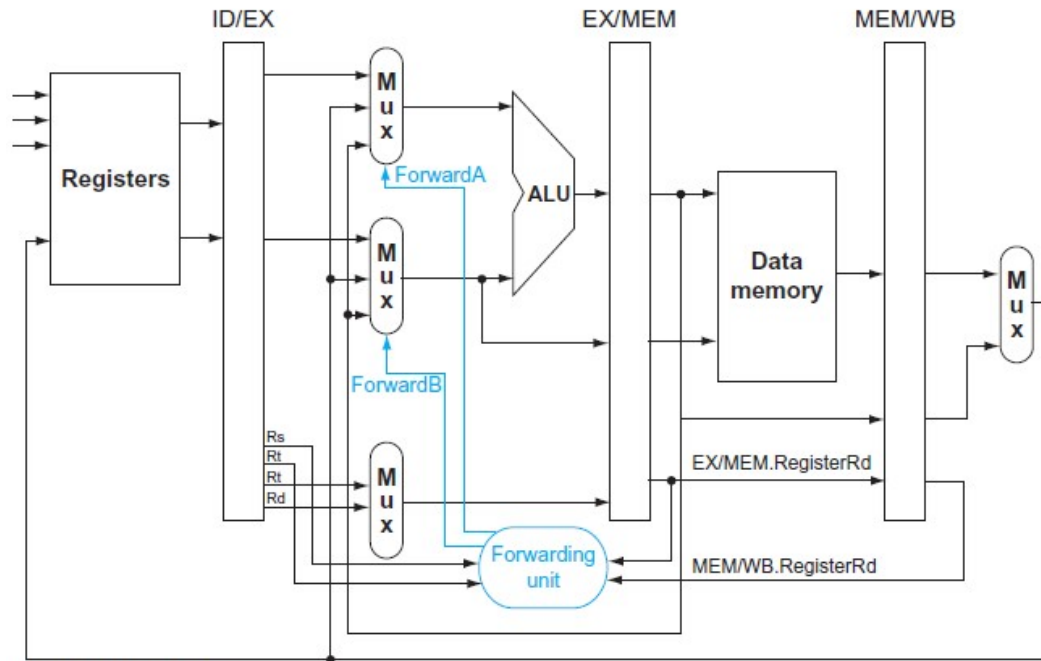 ID/EX
EX/MEM
MEM/WB
M
u
x
Registers
ForwardA
ALU
M
u
x
Data
memory
M
u
x
ForwardB
Rs
Rt
Rt
Rd
M
u
x
EX/MEM.RegisterRd
Forwarding
unit
MEM/WB.RegisterRd